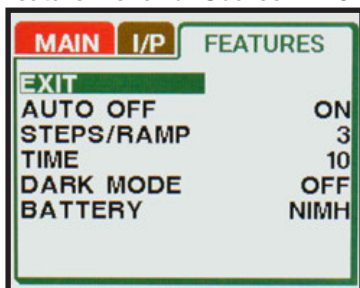 MAIN I/P FEATURES
EXIT
AUTO OFF ON
STEPS/RAMP 3
TIME 10
DARK MODE OFF
BATTERY NIMH